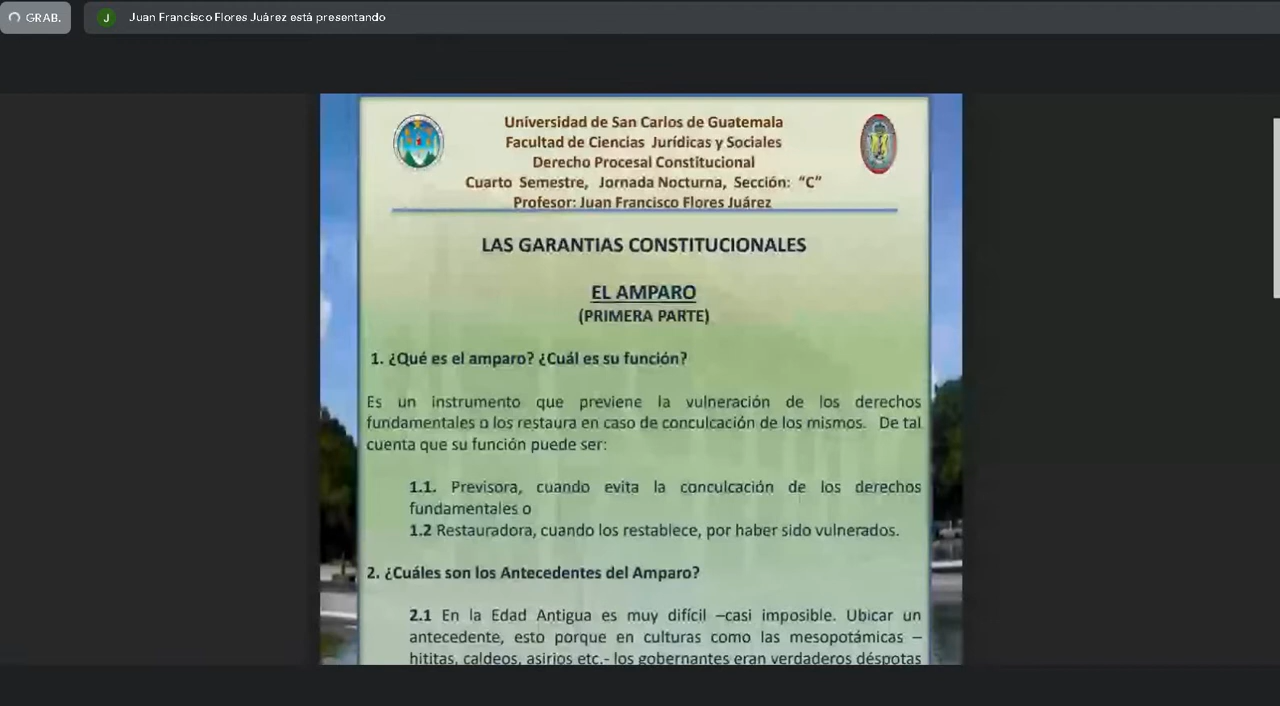 GRAB.
J
Juan Francisco Flores Juárez está presentando
Universidad de San Carlos de Guatemala
Facultad de Ciencias Jurídicas y Sociales
Derecho Procesal Constitucional
Cuarto Semestre, Jornada Nocturna, Sección: “C”
Profesor: Juan Francisco Flores Juárez
LAS GARANTIAS CONSTITUCIONALES
EL AMPARO
(PRIMERA PARTE)
1. ¿Qué es el amparo? ¿Cuál es su función?
Es un instrumento que previene la vulneración de los derechos
fundamentales o los restaura en caso de conculcación de los mismos. De tal
cuenta que su función puede ser:
1.1. Previsora, cuando evita la conculcación de los derechos
fundamentales o
1.2 Restauradora, cuando los restablece, por haber sido vulnerados.
2. ¿Cuáles son los Antecedentes del Amparo?
2.1 En la Edad Antigua es muy difícil –casi imposible. Ubicar un
antecedente, esto porque en culturas como las mesopotámicas –
hititas, caldeos, asirios etc.- los gobernantes eran verdaderos déspotas